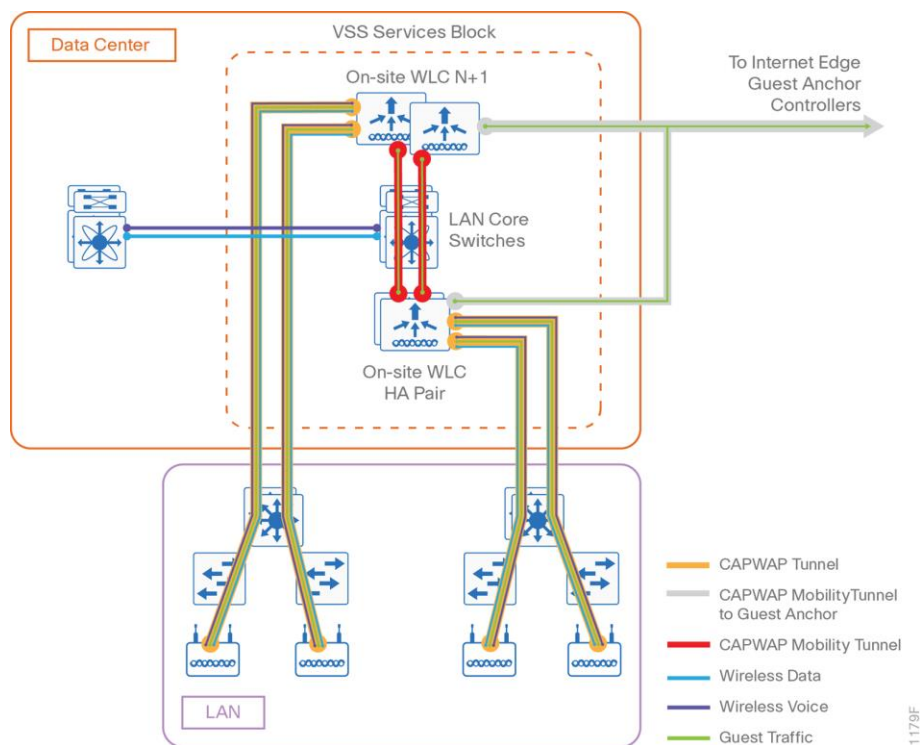 Data Center
VSS Services Block
On-site WLC N+1
To Internet Edge
Guest Anchor
Controllers
LAN Core
Switches
On-site WLC
HA Pair
LAN
CAPWAP Tunnel
CAPWAP MobilityTunnel
to Guest Anchor
CAPWAP Mobility Tunnel
Wireless Data
Wireless Voice
Guest Traffic
1179F